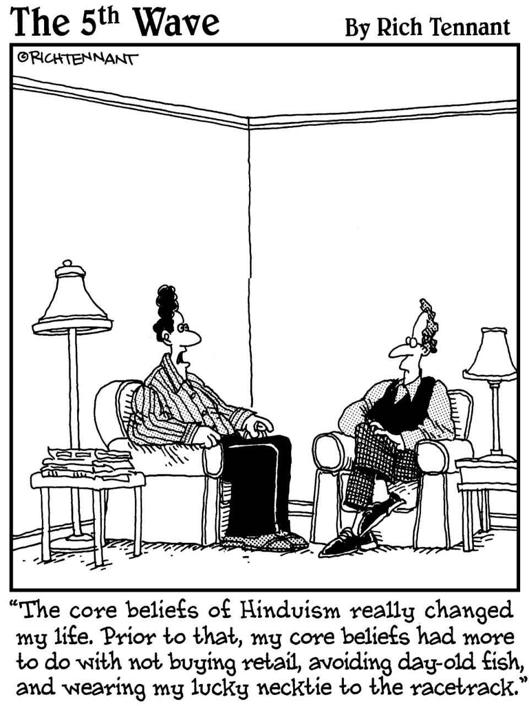 The 5th Wave
By Rich Tennant
©RICHTENNANT
“The core beliefs of Hinduism really changed
my life. Prior to that, my core beliefs had more
to do with not buying retail, avoiding day-old fish,
and wearing my lucky necktie to the racetrack.”